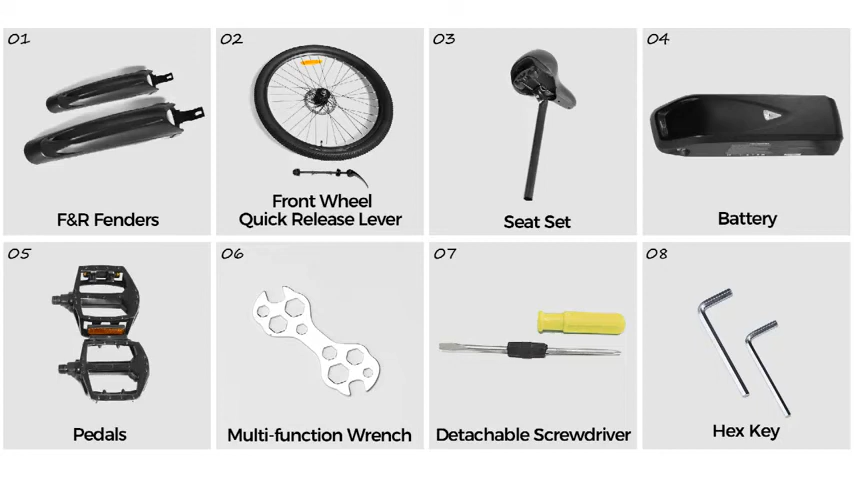 01
F&R Fenders
02
Front Wheel
Quick Release Lever
03
Seat Set
04
Battery
05
Pedals
06
Multi-function Wrench
07
Detachable Screwdriver
08
Hex Key